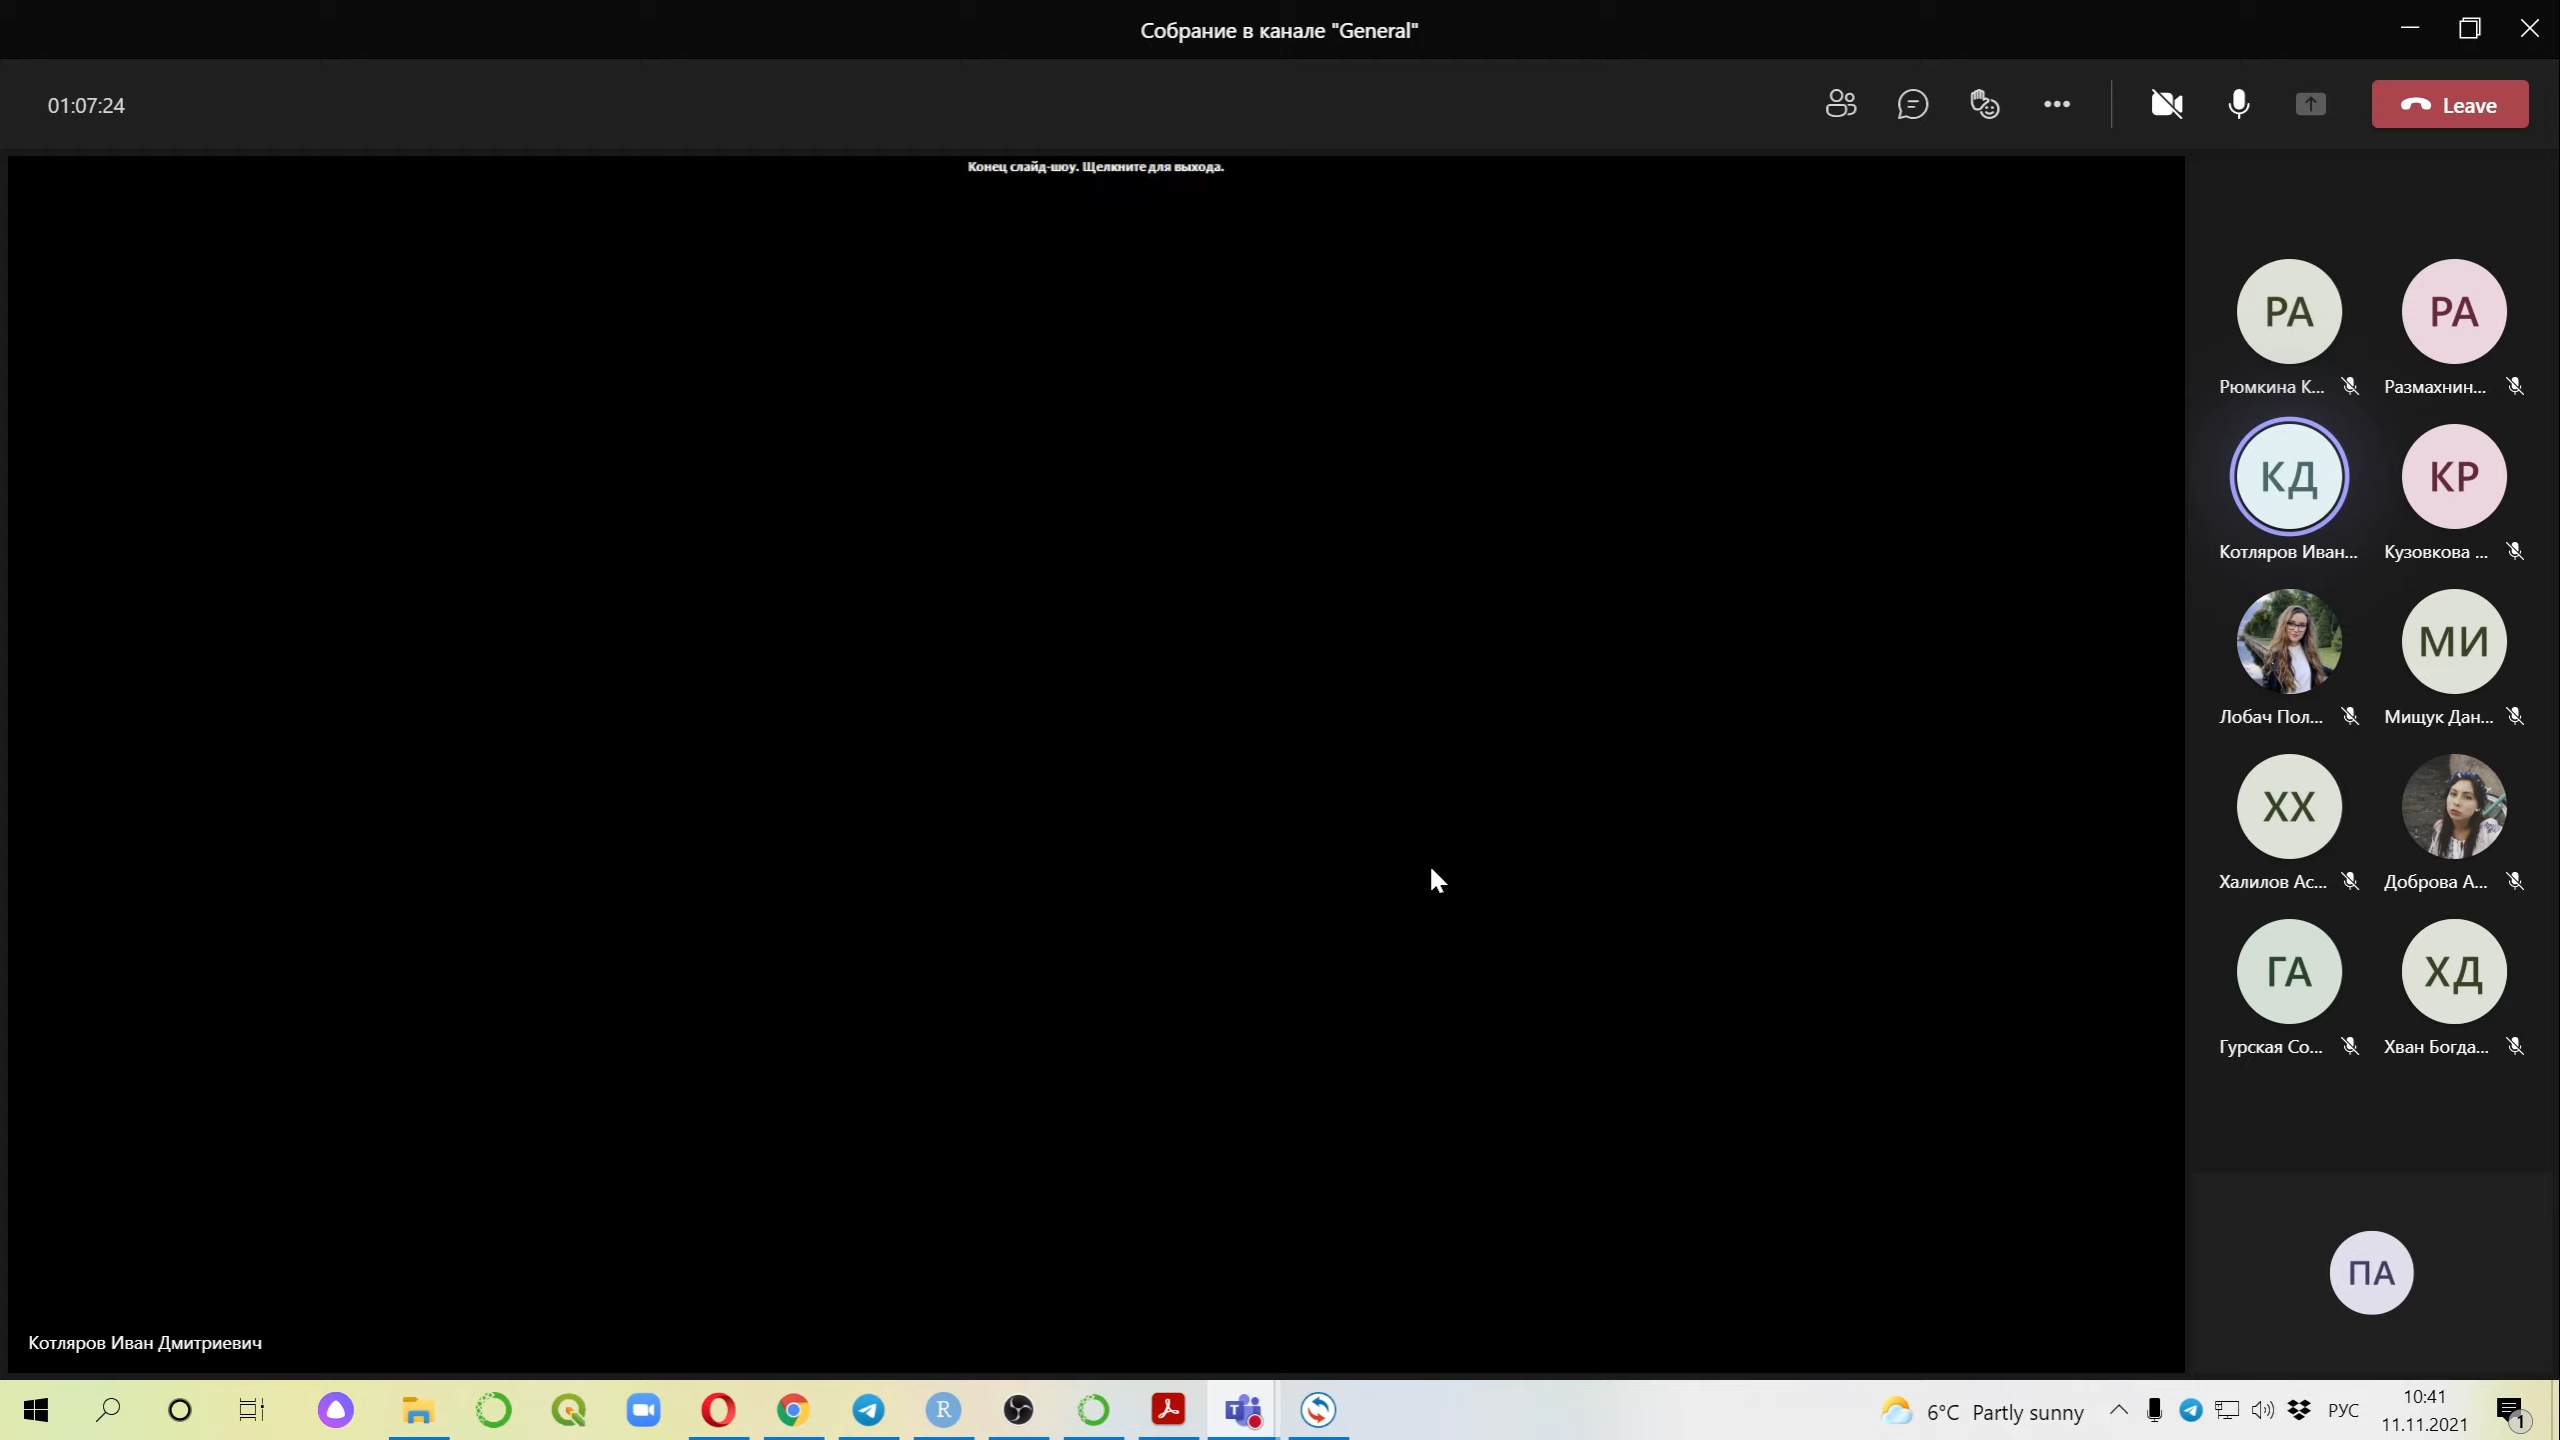 Собрание в канале "General"
01:07:24
Leave
Конец слайд-шоу. Щелкните для выхода.
РА РА
Рюмкина К... Размахнин...
КД КР
Котляров Иван... Кузовкова ...
МИ
Лобач Пол... Мищук Дан...
ХХ
Халилов Ас... Доброва А...
ГА ХД
Гурская Со... Хван Богда...
ПА
Котляров Иван Дмитриевич
6°C Partly sunny
РУС
10:41
11.11.2021
1